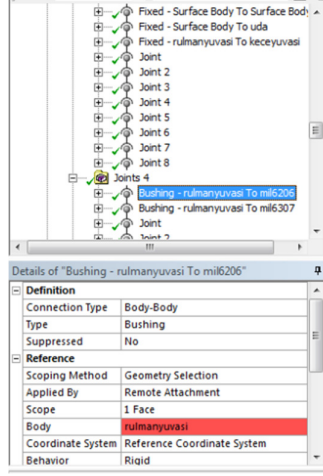 Fixed - Surface Body To Surface Body
Fixed - Surface Body To uda
Fixed - rulmanyuvasi To keceyuvasi
Joint
Joint 2
Joint 3
Joint 4
Joint 5
Joint 6
Joint 7
Joint 8
Joints 4
Bushing - rulmanyuvasi To mil6206
Bushing - rulmanyuvasi To mil6307
Joint
Joint 2
Details of "Bushing - rulmanyuvasi To mil6206"
Definition
Connection Type Body-Body
Type Bushing
Suppressed No
Reference
Scoping Method Geometry Selection
Applied By Remote Attachment
Scope 1 Face
Body rulmanyuvasi
Coordinate System Reference Coordinate System
Behavior Rigid